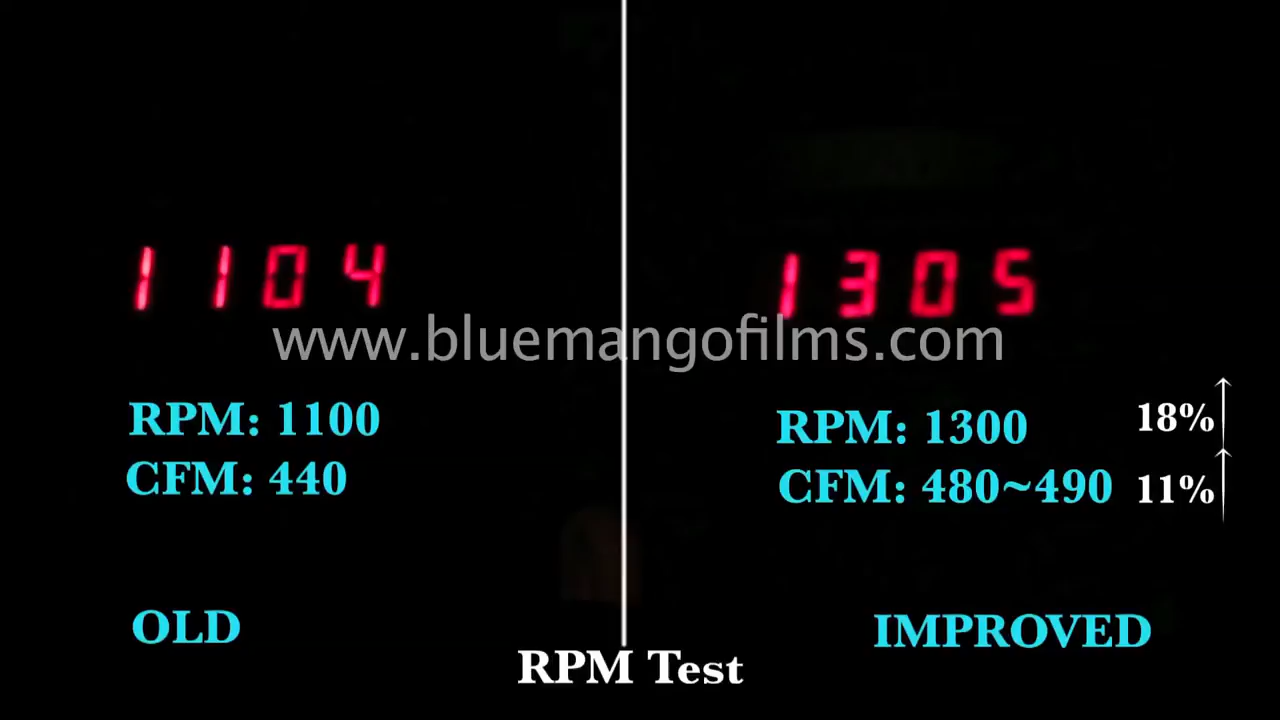 1104
1305
www.bluemangofilms.com
RPM: 1100
CFM: 440
RPM: 1300
18%
CFM: 480~490
11%
OLD
IMPROVED
RPM Test